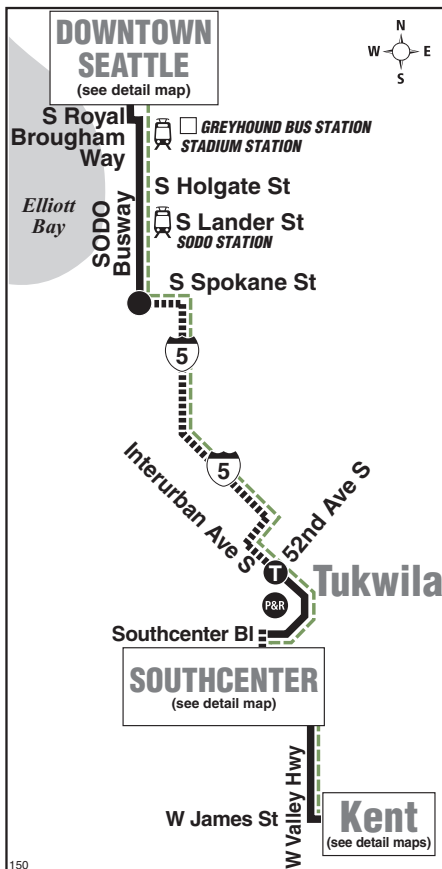 DOWNTOWN
SEATTLE
(see detail map)
N
W
E
S
S Royal
Brougham
Way
GREYHOUND BUS STATION
STADIUM STATION
S Holgate St
Elliott
Bay
SODO
Busway
S Lander St
SODO STATION
S Spokane St
5
5
Interurban Ave S
52nd Ave S
T
Tukwila
P&R
Southcenter Bl
SOUTHCENTER
(see detail map)
W Valley Hwy
W James St
Kent
(see detail maps)
150